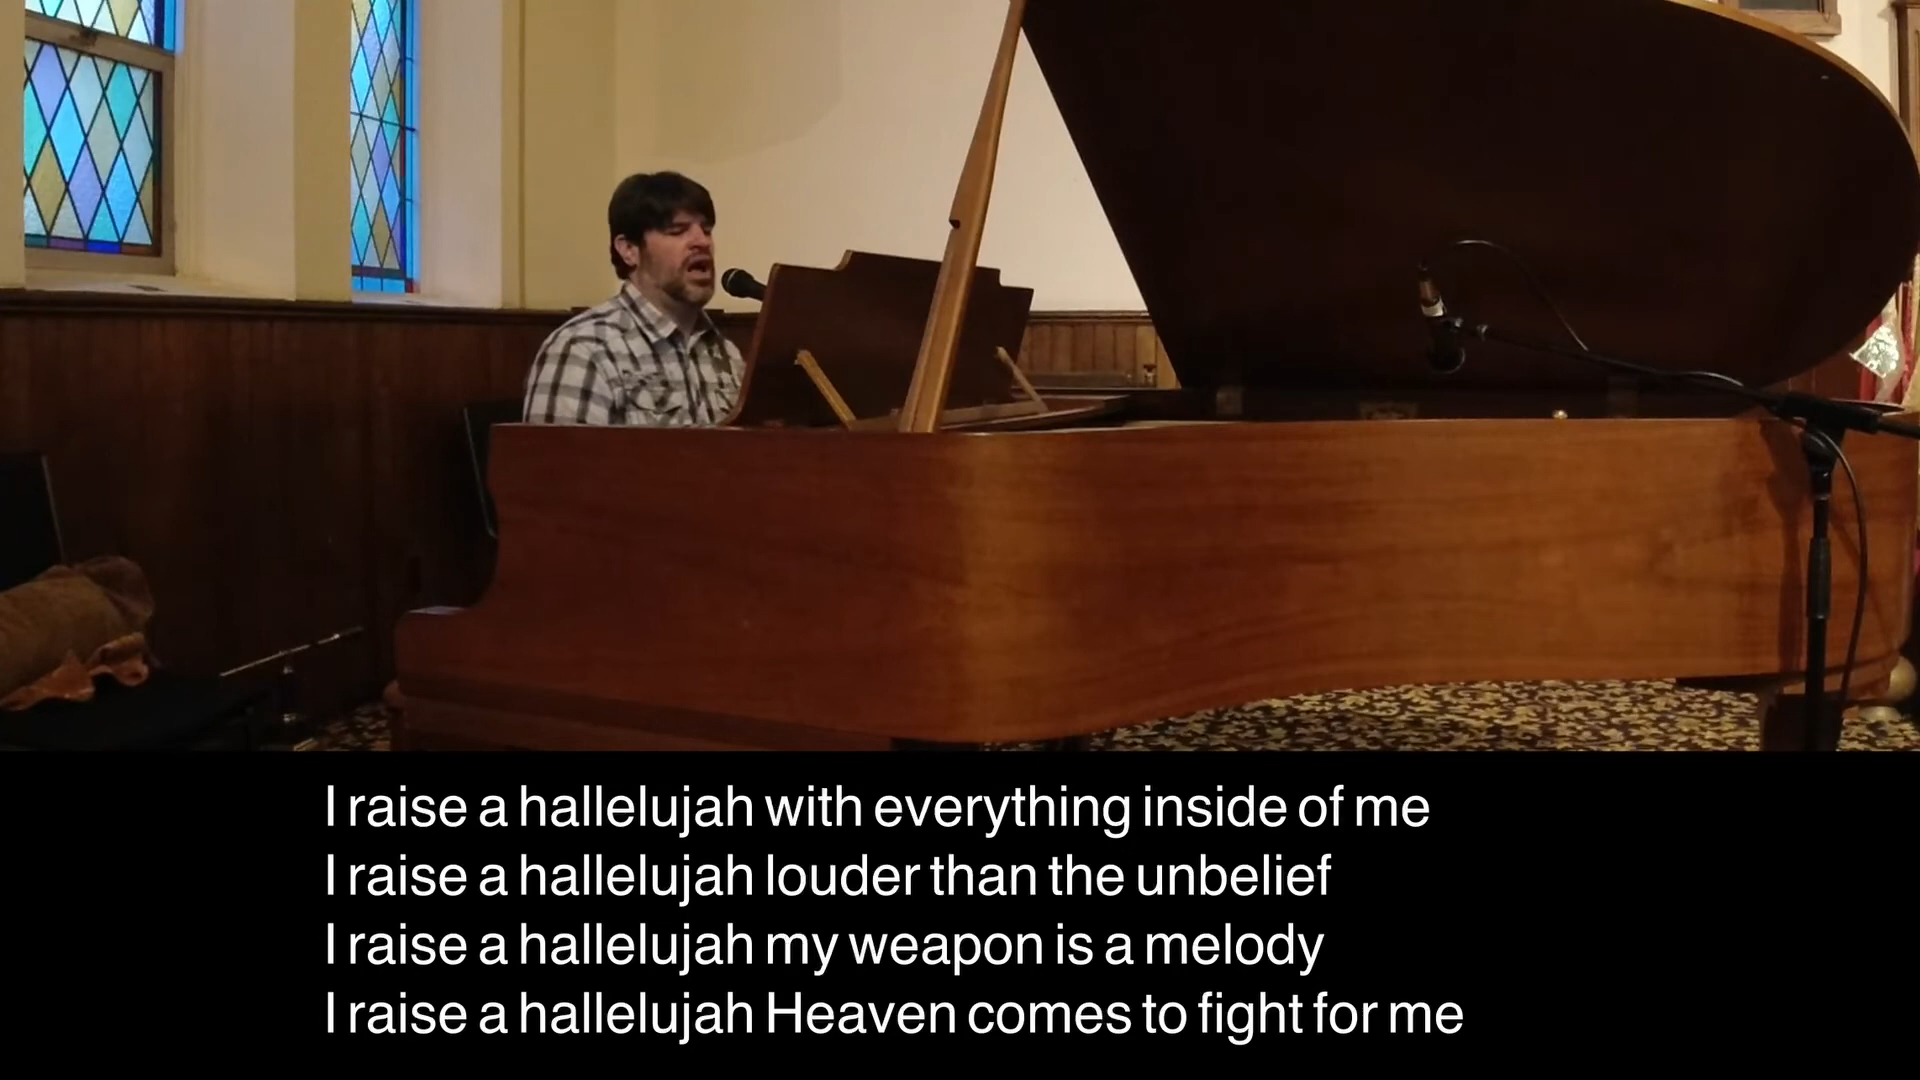 I raise a hallelujah with everything inside of me
I raise a hallelujah louder than the unbelief
I raise a hallelujah my weapon is a melody
I raise a hallelujah Heaven comes to fight for me